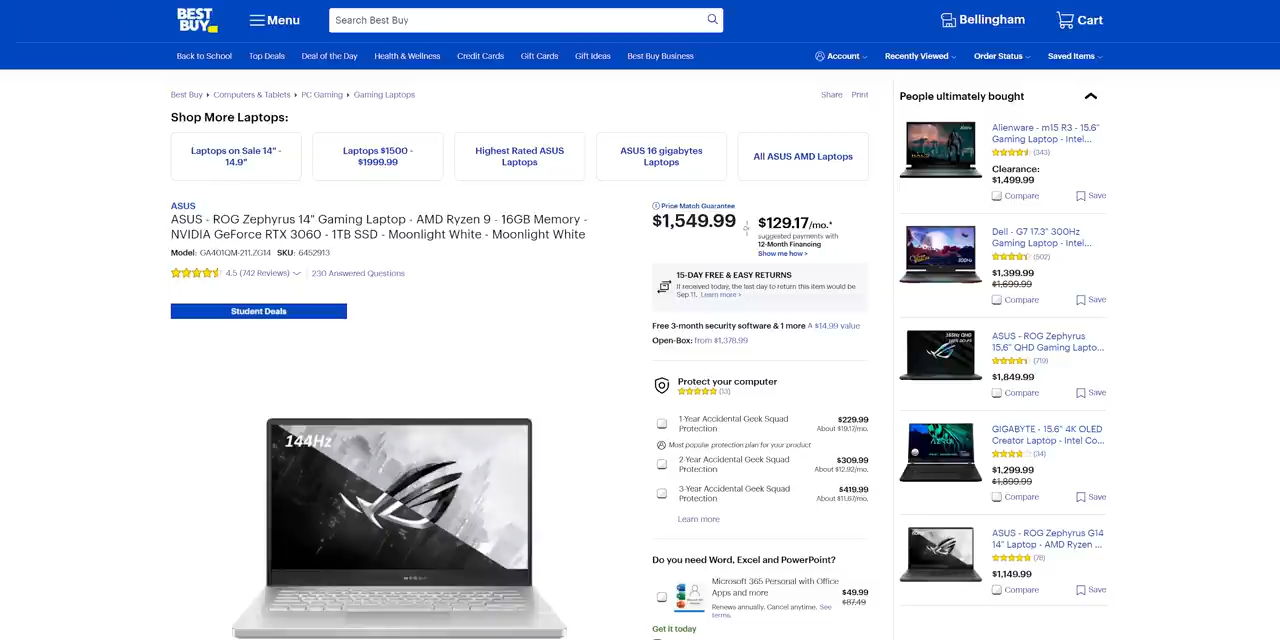 BEST BUY
Menu
Search Best Buy
Bellingham
Cart
Back to School
Top Deals
Deal of the Day
Health & Wellness
Credit Cards
Gift Cards
Gift Ideas
Best Buy Business
Account
Recently Viewed
Order Status
Saved Items
Best Buy
Computers & Tablets
PC Gaming
Gaming Laptops
Share
Print
Shop More Laptops:
Laptops on Sale 14" -
14.9"
Laptops $1500 -
$1999.99
Highest Rated ASUS
Laptops
ASUS 16 gigabytes
Laptops
All ASUS AMD Laptops
ASUS
ASUS - ROG Zephyrus 14" Gaming Laptop - AMD Ryzen 9 - 16GB Memory -
NVIDIA GeForce RTX 3060 - 1TB SSD - Moonlight White - Moonlight White
Model: GA401QM-211.ZG14 SKU: 6452913
4.5 (742 Reviews)
230 Answered Questions
Student Deals
144Hz
Price Match Guarantee
$1,549.99
or
$129.17/mo.*
suggested payments with
12-Month Financing
Show me how >
15-DAY FREE & EASY RETURNS
If received today, the last day to return this item would be
Sep 11. Learn more >
Free 3-month security software & 1 more A $14.99 value
Open-Box: from $1,378.99
Protect your computer
(13)
1-Year Accidental Geek Squad
Protection
$229.99
About $19.17/mo.
Most popular protection plan for your product
2-Year Accidental Geek Squad
Protection
$309.99
About $12.92/mo.
3-Year Accidental Geek Squad
Protection
$419.99
About $11.67/mo.
Learn more
Do you need Word, Excel and PowerPoint?
Microsoft 365 Personal with Office
Apps and more
$49.99
$87.49
Renews annually. Cancel anytime. See
terms.
Get it today
People ultimately bought
Alienware - m15 R3 - 15.6"
Gaming Laptop - Intel...
(343)
Clearance:
$1,499.99
Compare
Save
Dell - G7 17.3" 300Hz
Gaming Laptop - Intel...
(502)
$1,399.99
$1,699.99
Compare
Save
ASUS - ROG Zephyrus
15.6" QHD Gaming Lapto...
(719)
$1,849.99
Compare
Save
GIGABYTE - 15.6" 4K OLED
Creator Laptop - Intel Co...
(34)
$1,299.99
$1,899.99
Compare
Save
ASUS - ROG Zephyrus G14
14" Laptop - AMD Ryzen ...
(78)
$1,149.99
Compare
Save